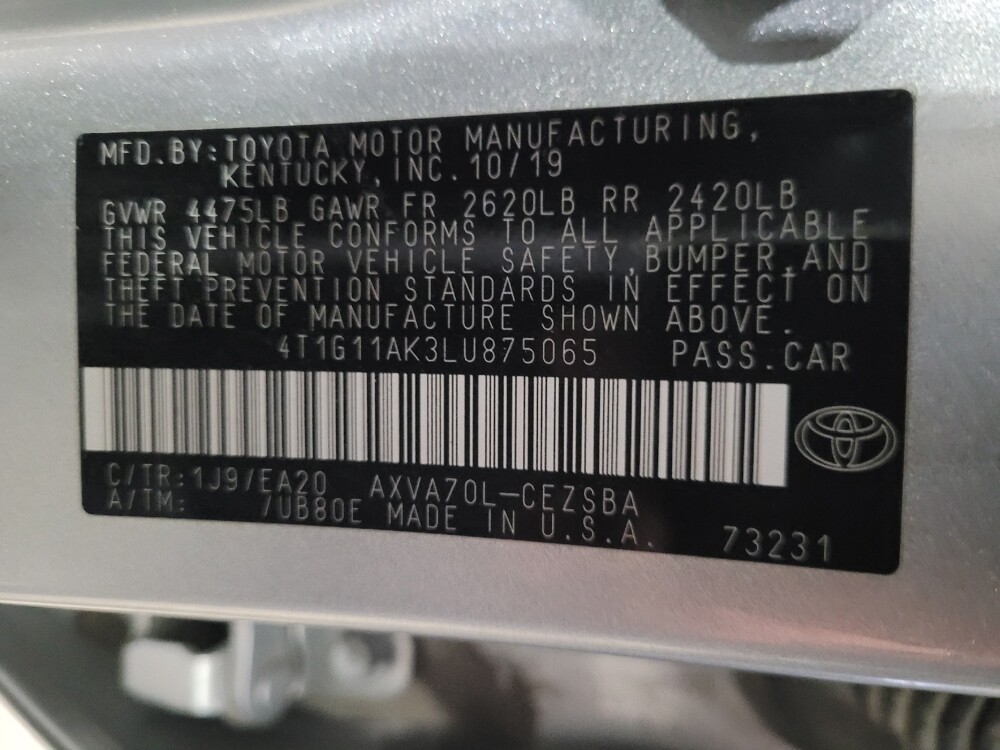 MFD.BY:TOYOTA MOTOR MANUFACTURING,
KENTUCKY, INC. 10/19
GVWR 4475LB GAWR FR 2620LB RR 2420LB
THIS VEHICLE CONFORMS TO ALL APPLICABLE
FEDERAL MOTOR VEHICLE SAFETY,BUMPER,AND
THEFT PREVENTION STANDARDS IN EFFECT ON
THE DATE OF MANUFACTURE SHOWN ABOVE.
4T1G11AK3LU875065 PASS.CAR
C/TR:1J9/EA20 AXVA70L-CEZSBA
A/TM: 7UB80E MADE IN U.S.A. 73231